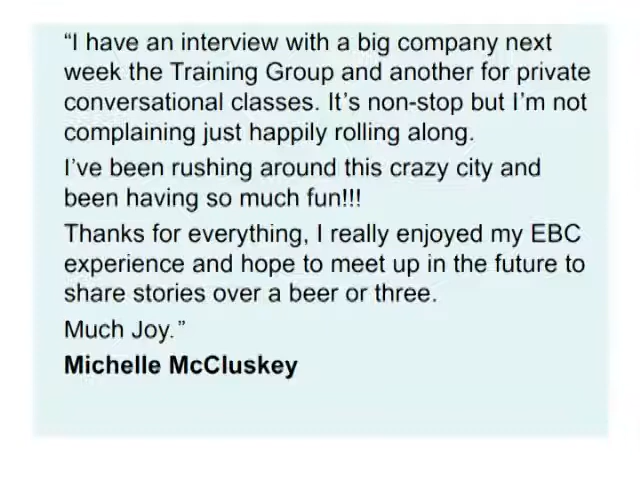 “I have an interview with a big company next
week the Training Group and another for private
conversational classes. It’s non-stop but I’m not
complaining just happily rolling along.
I’ve been rushing around this crazy city and
been having so much fun!!!
Thanks for everything, I really enjoyed my EBC
experience and hope to meet up in the future to
share stories over a beer or three.
Much Joy.”
Michelle McCluskey